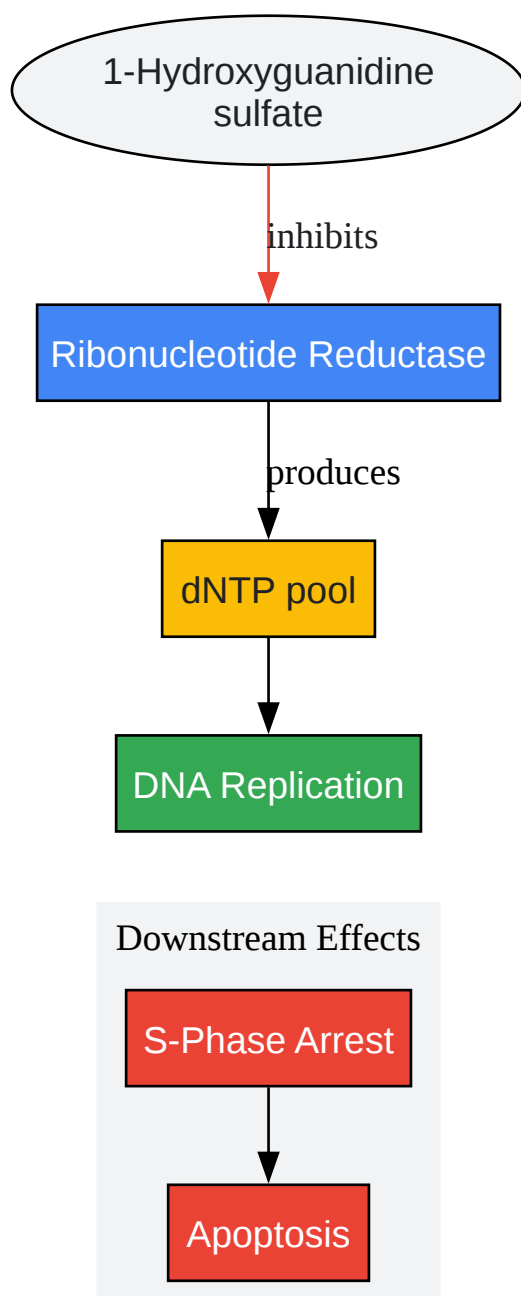 1-Hydroxyguanidine
sulfate
inhibits
Ribonucleotide Reductase
produces
dNTP pool
DNA Replication
Downstream Effects
S-Phase Arrest
Apoptosis